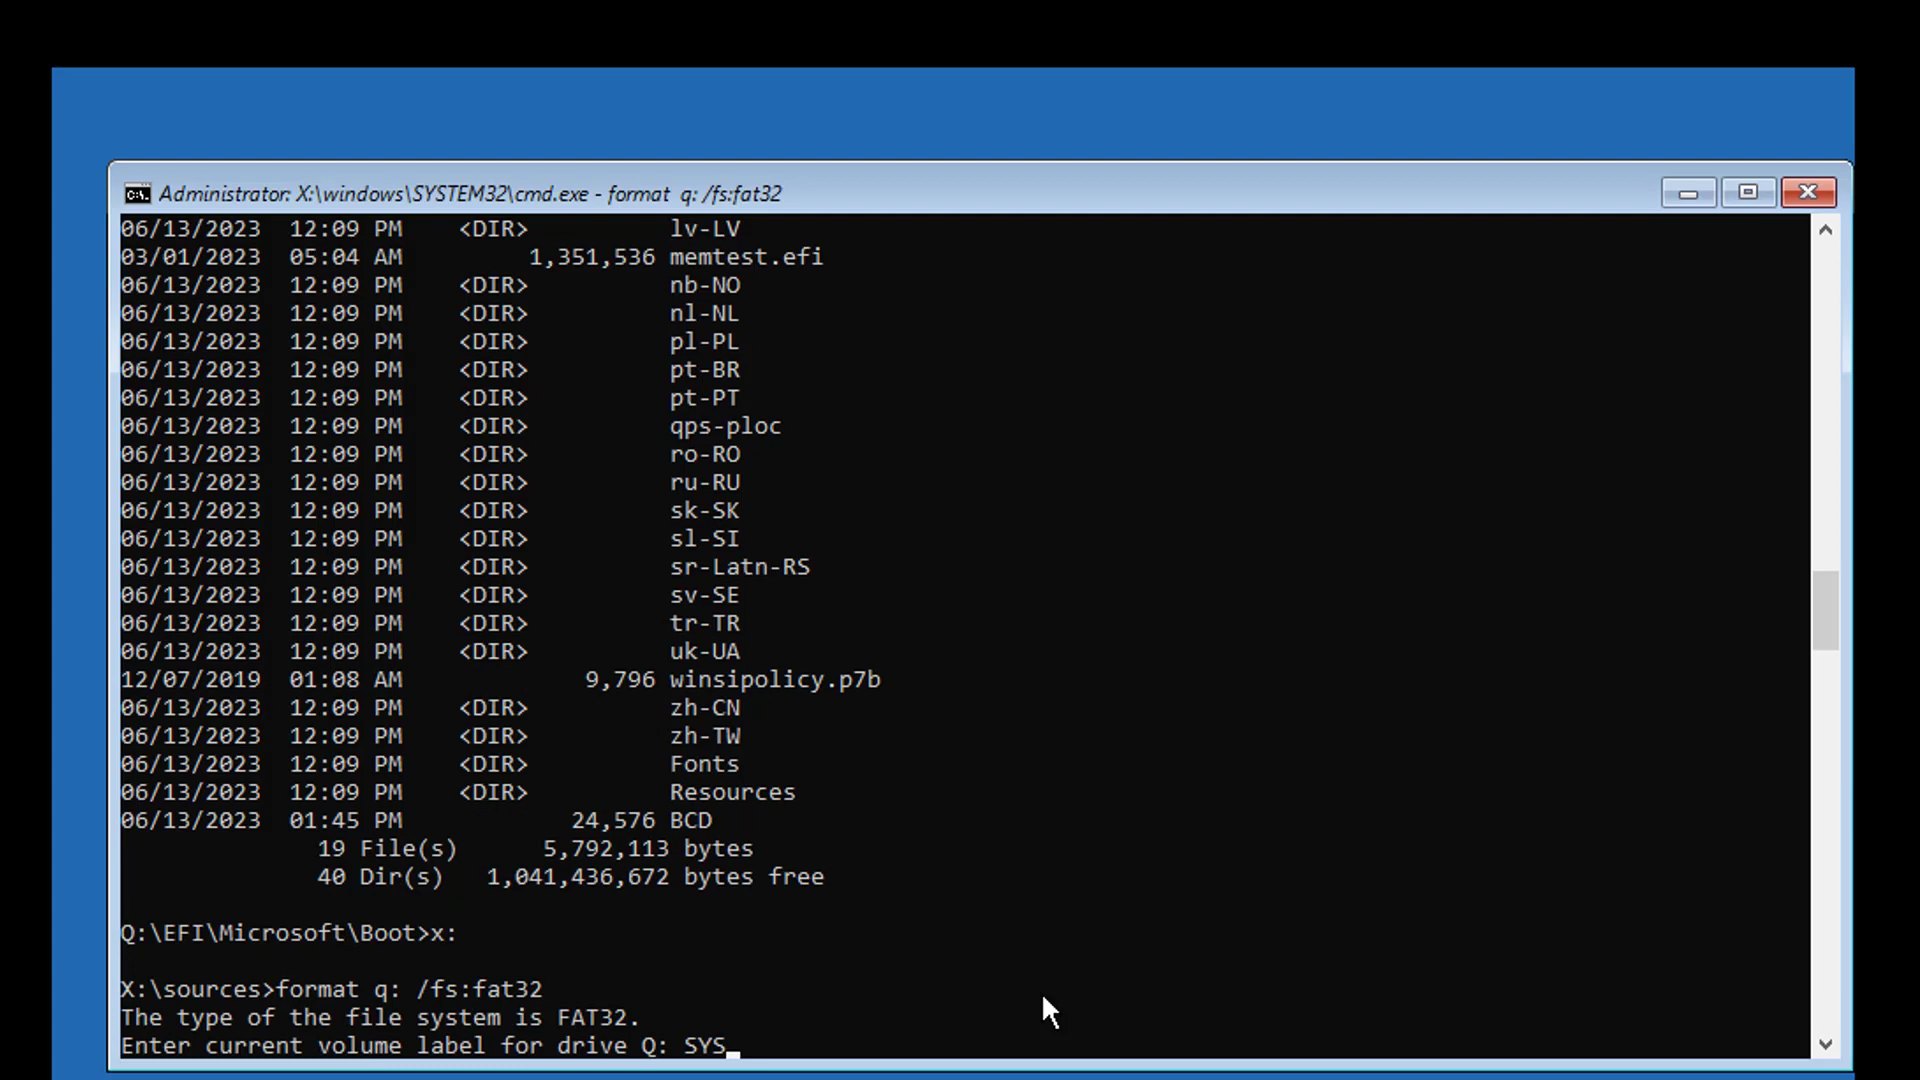 Administrator: X:\windows\SYSTEM32\cmd.exe - format  q: /fs:fat32
06/13/2023  12:09 PM    <DIR>          lv-LV
03/01/2023  05:04 AM         1,351,536 memtest.efi
06/13/2023  12:09 PM    <DIR>          nb-NO
06/13/2023  12:09 PM    <DIR>          nl-NL
06/13/2023  12:09 PM    <DIR>          pl-PL
06/13/2023  12:09 PM    <DIR>          pt-BR
06/13/2023  12:09 PM    <DIR>          pt-PT
06/13/2023  12:09 PM    <DIR>          qps-ploc
06/13/2023  12:09 PM    <DIR>          ro-RO
06/13/2023  12:09 PM    <DIR>          ru-RU
06/13/2023  12:09 PM    <DIR>          sk-SK
06/13/2023  12:09 PM    <DIR>          sl-SI
06/13/2023  12:09 PM    <DIR>          sr-Latn-RS
06/13/2023  12:09 PM    <DIR>          sv-SE
06/13/2023  12:09 PM    <DIR>          tr-TR
06/13/2023  12:09 PM    <DIR>          uk-UA
12/07/2019  01:08 AM             9,796 winsipolicy.p7b
06/13/2023  12:09 PM    <DIR>          zh-CN
06/13/2023  12:09 PM    <DIR>          zh-TW
06/13/2023  12:09 PM    <DIR>          Fonts
06/13/2023  12:09 PM    <DIR>          Resources
06/13/2023  01:45 PM            24,576 BCD
              19 File(s)      5,792,113 bytes
              40 Dir(s)   1,041,436,672 bytes free
Q:\EFI\Microsoft\Boot>x:
X:\sources>format q: /fs:fat32
The type of the file system is FAT32.
Enter current volume label for drive Q: SYS